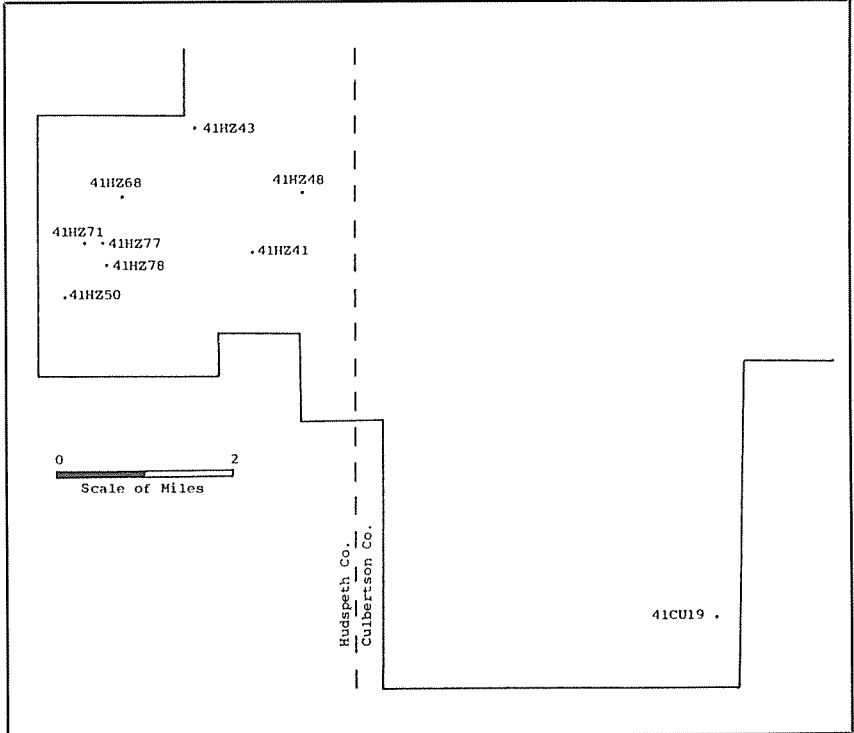 41HZ43
41HZ68
41HZ48
41HZ71
41HZ77
41HZ41
41HZ78
41HZ50
0 2
Scale of Miles
Hudspeth Co.
Culbertson Co.
41CU19